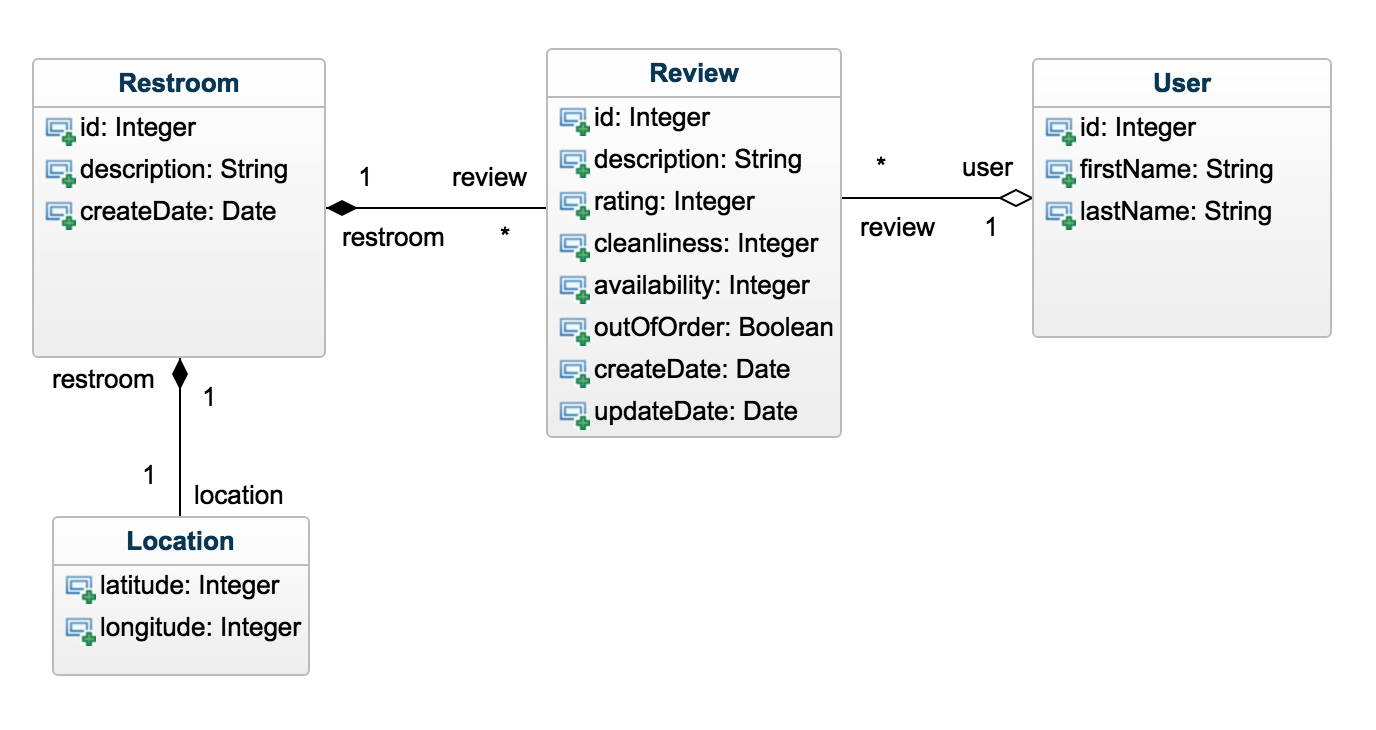 Restroom
id: Integer
description: String
createDate: Date
1
review
restroom
*
Review
id: Integer
description: String
rating: Integer
cleanliness: Integer
availability: Integer
outOfOrder: Boolean
createDate: Date
updateDate: Date
*
user
review
1
User
id: Integer
firstName: String
lastName: String
restroom
1
1
location
Location
latitude: Integer
longitude: Integer